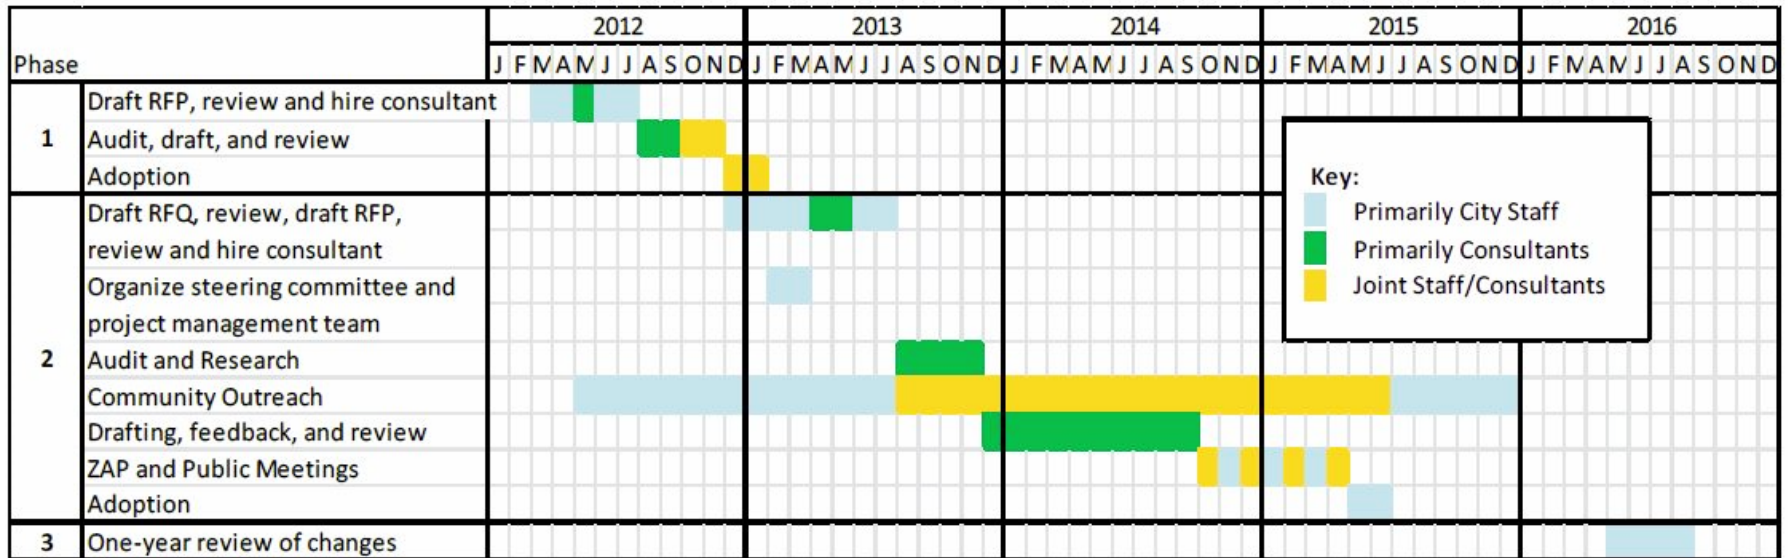 2012 2013 2014 2015 2016
Phase J F M A M J J A S O N D J F M A M J J A S O N D J F M A M J J A S O N D J F M A M J J A S O N D J F M A M J J A S O N D
Draft RFP, review and hire consultant
1 Audit, draft, and review
Adoption
Draft RFQ, review, draft RFP,
review and hire consultant
Organize steering committee and
project management team
2 Audit and Research
Community Outreach
Drafting, feedback, and review
ZAP and Public Meetings
Adoption
3 One-year review of changes
Key:
Primarily City Staff
Primarily Consultants
Joint Staff/Consultants